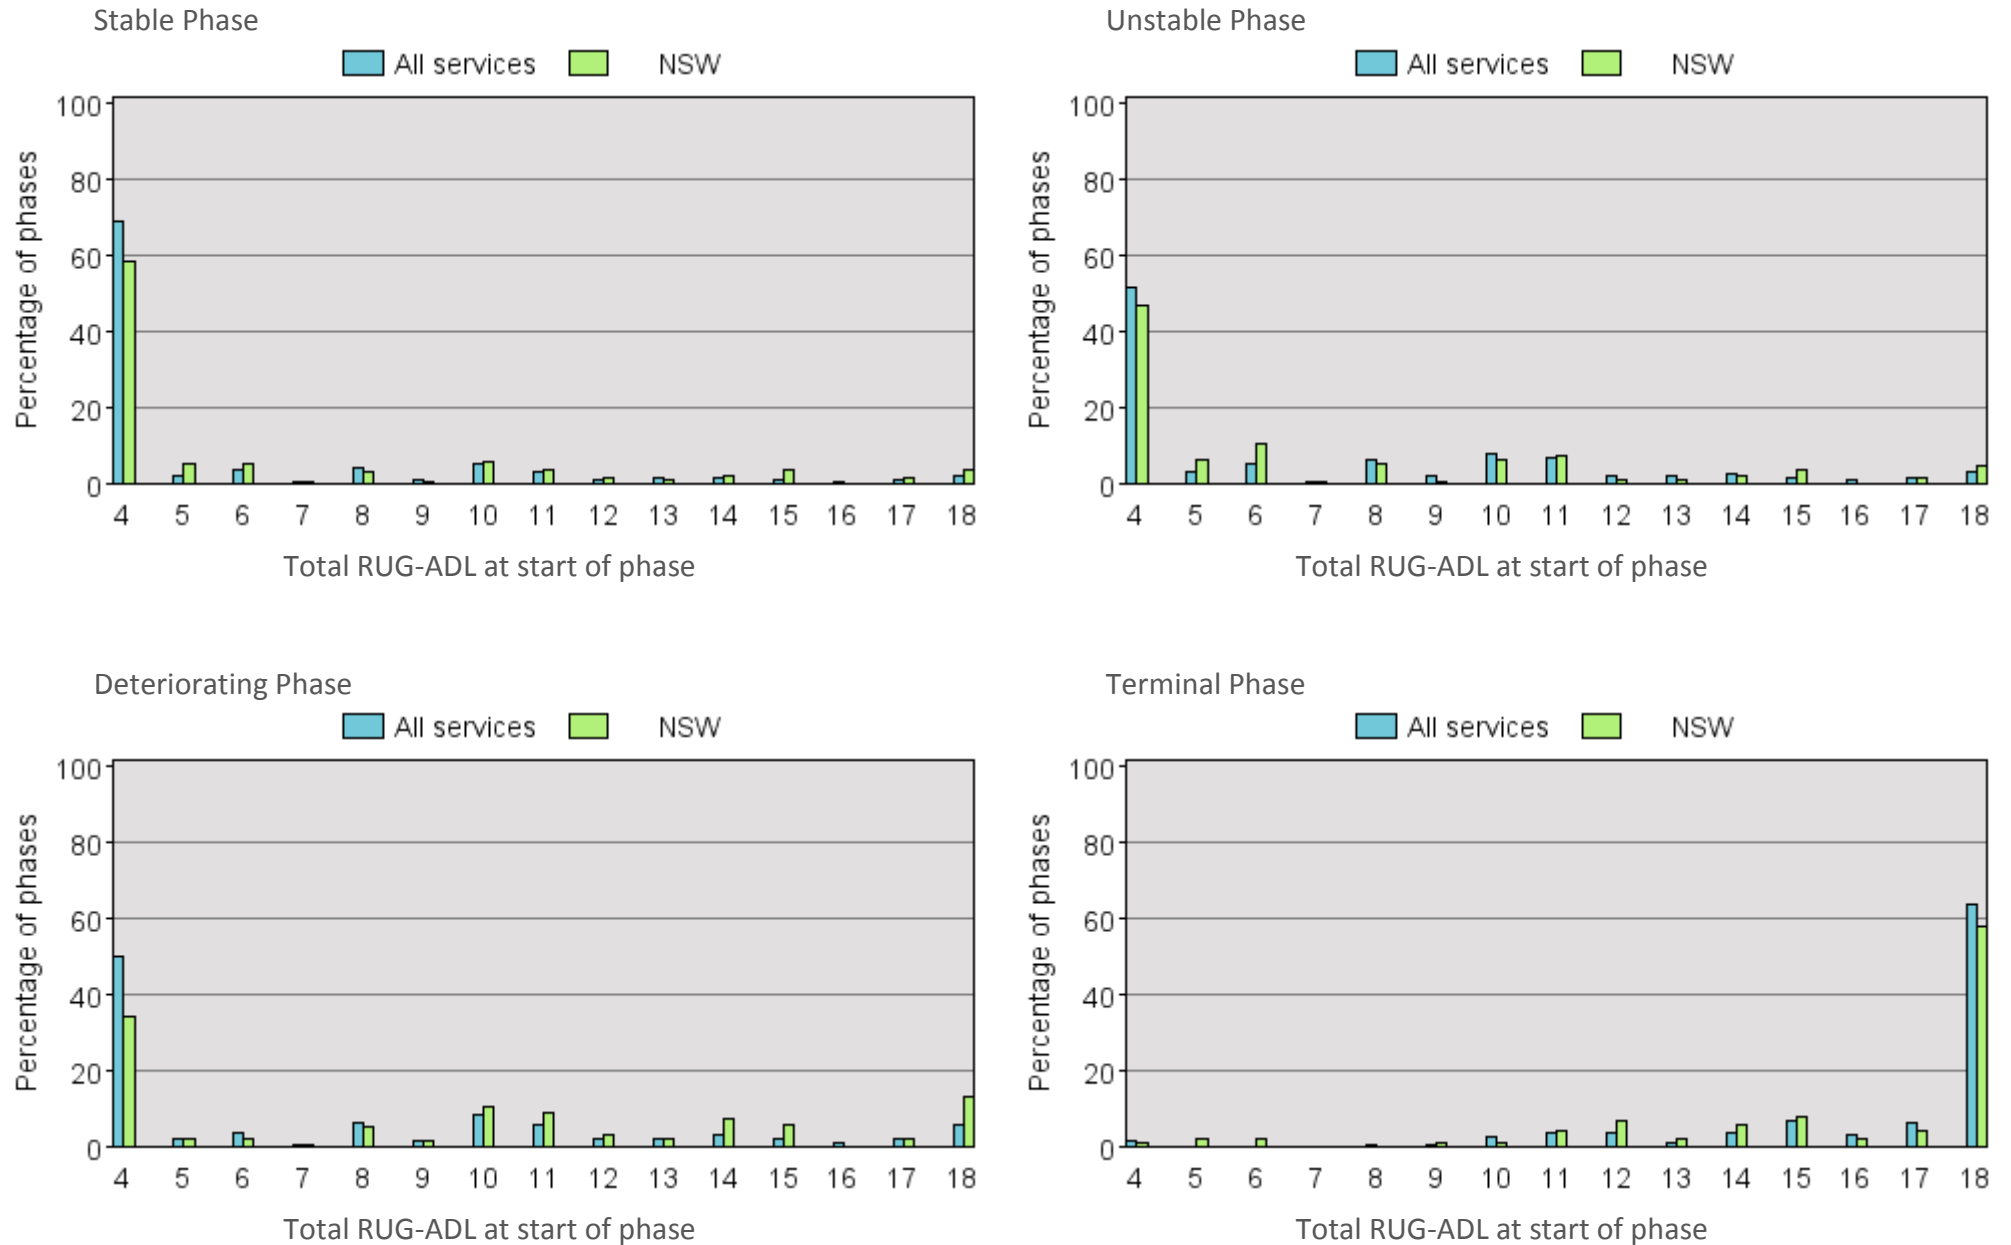 Stable Phase
All services NSW
100
80
60
40
20
0
Percentage of phases
4 5 6 7 8 9 10 11 12 13 14 15 16 17 18
Total RUG-ADL at start of phase
Unstable Phase
All services NSW
100
80
60
40
20
0
Percentage of phases
4 5 6 7 8 9 10 11 12 13 14 15 16 17 18
Total RUG-ADL at start of phase
Deteriorating Phase
All services NSW
100
80
60
40
20
0
Percentage of phases
4 5 6 7 8 9 10 11 12 13 14 15 16 17 18
Total RUG-ADL at start of phase
Terminal Phase
All services NSW
100
80
60
40
20
0
Percentage of phases
4 5 6 7 8 9 10 11 12 13 14 15 16 17 18
Total RUG-ADL at start of phase